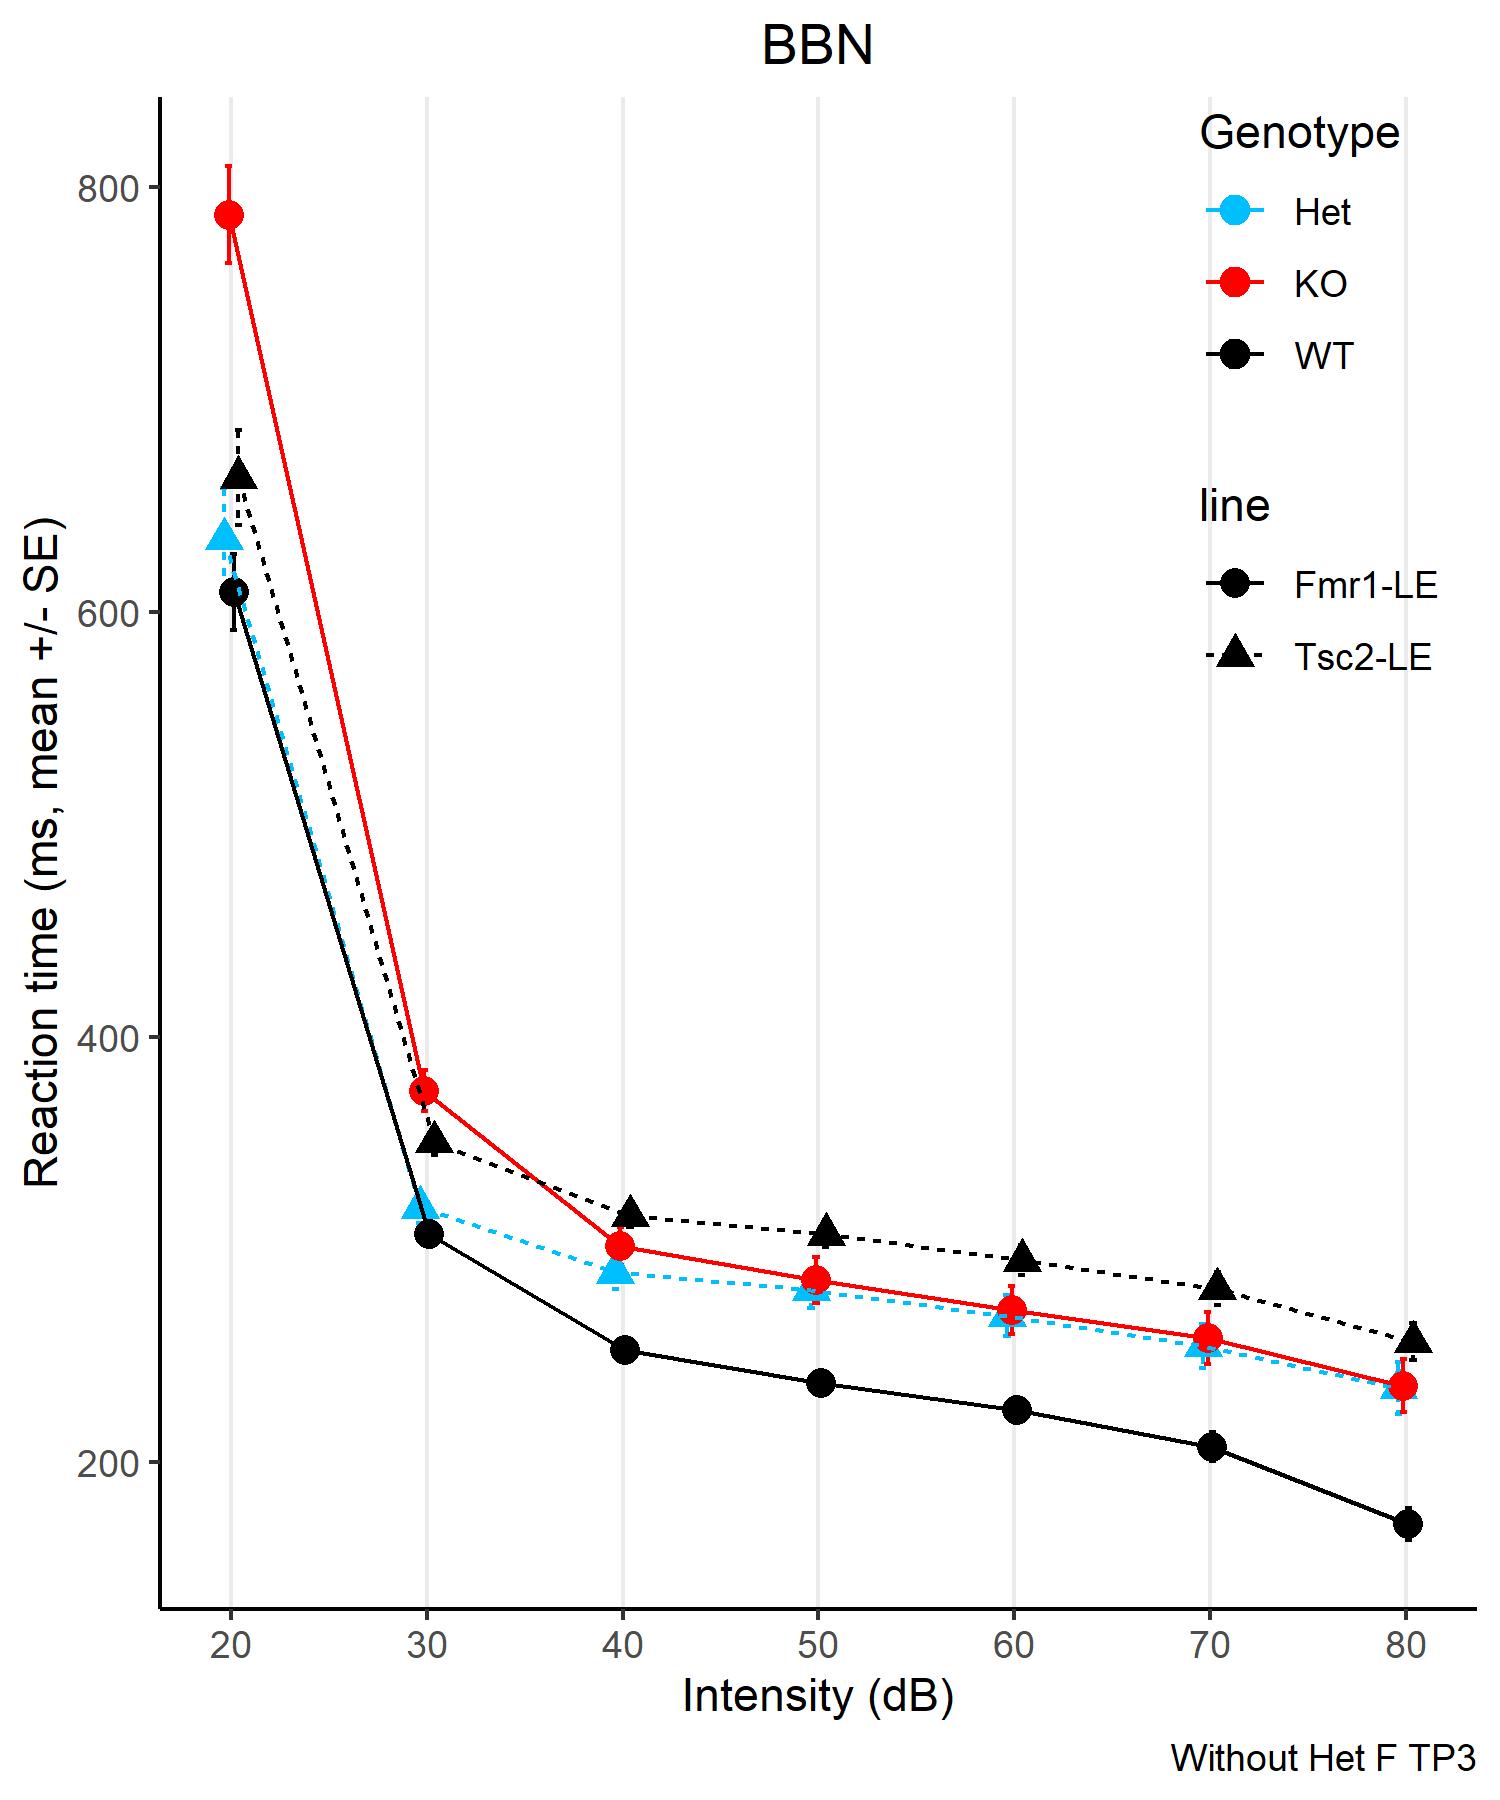 BBN
Genotype
Het
KO
WT
line
Fmr1-LE
Tsc2-LE
Reaction time (ms, mean +/- SE)
800
600
400
200
20 30 40 50 60 70 80
Intensity (dB)
Without Het F TP3